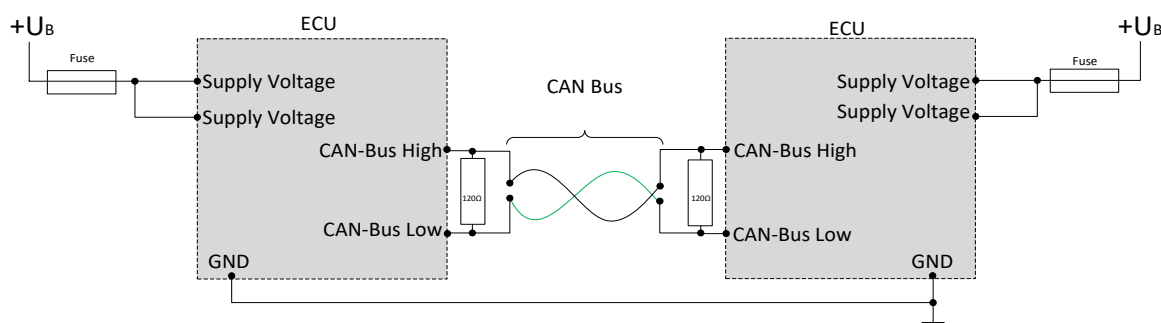 ECU
ECU
+UB
+UB
Fuse
Fuse
Supply Voltage
Supply Voltage
Supply Voltage
Supply Voltage
CAN Bus
CAN-Bus High
CAN-Bus High
120Ω
120Ω
CAN-Bus Low
CAN-Bus Low
GND
GND